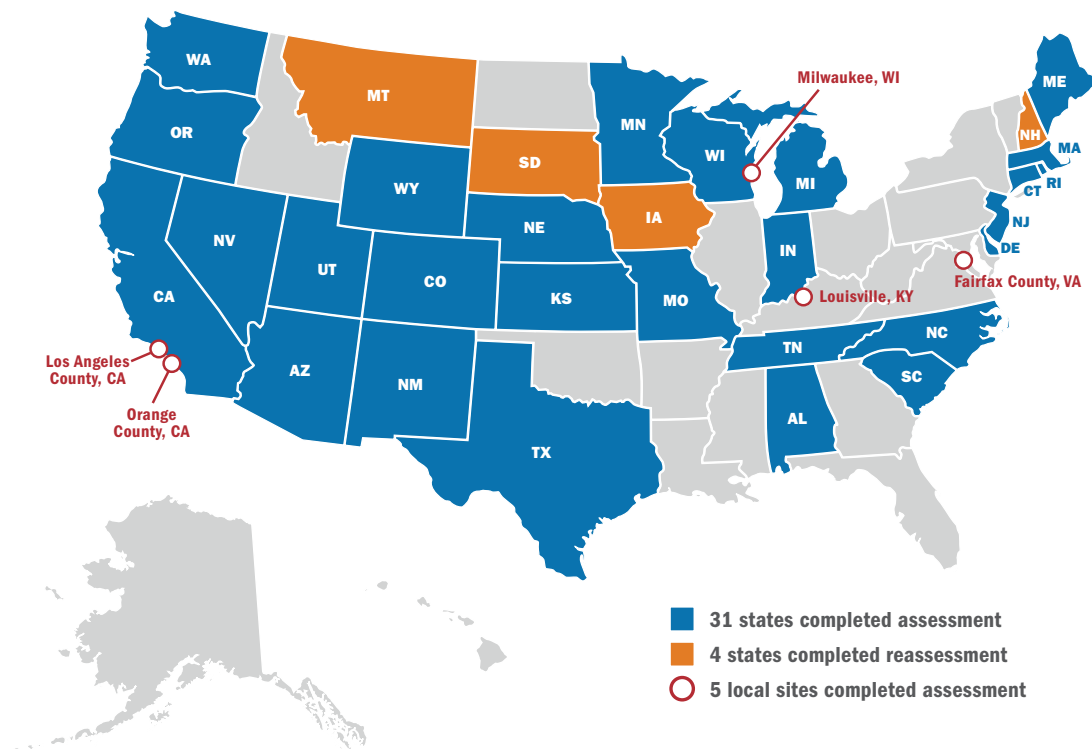 WA
MT
OR
MN
Milwaukee, WI
ME
NH
MA
SD
WI
MI
RI
CT
WY
IA
NE
NJ
NV
DE
IN
UT
CO
KS
MO
CA
Fairfax County, VA
Louisville, KY
Los Angeles
County, CA
Orange
County, CA
AZ
NM
TN
NC
SC
AL
TX
31 states completed assessment
4 states completed reassessment
5 local sites completed assessment